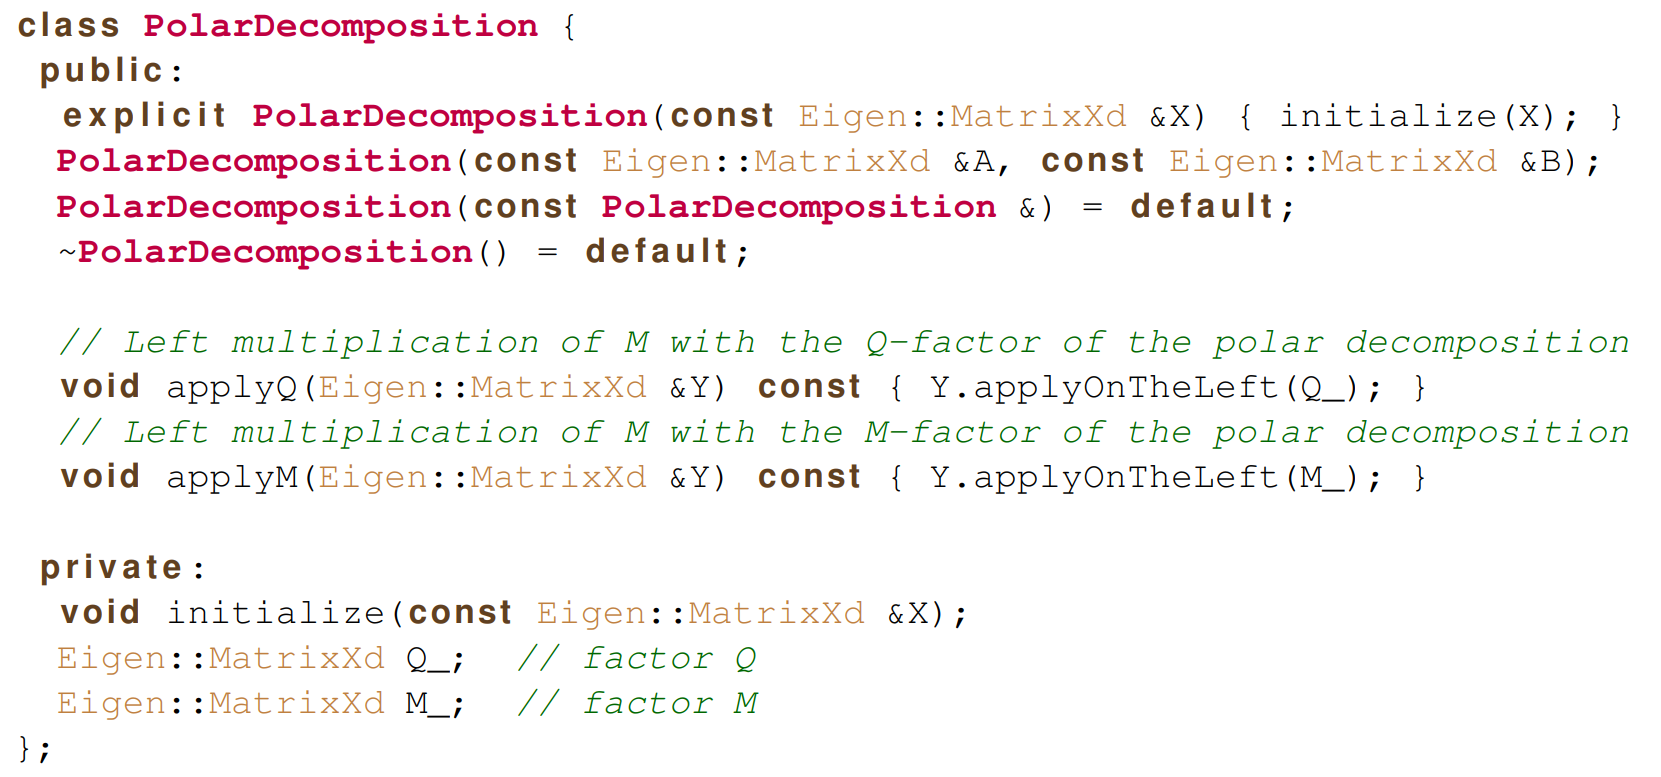 class PolarDecomposition {
public:
explicit PolarDecomposition(const Eigen::MatrixXd &X) { initialize(X); }
PolarDecomposition(const Eigen::MatrixXd &A, const Eigen::MatrixXd &B);
PolarDecomposition(const PolarDecomposition &) = default;
~PolarDecomposition() = default;
// Left multiplication of M with the Q-factor of the polar decomposition
void applyQ(Eigen::MatrixXd &Y) const { Y.applyOnTheLeft(Q_); }
// Left multiplication of M with the M-factor of the polar decomposition
void applyM(Eigen::MatrixXd &Y) const { Y.applyOnTheLeft(M_); }
private:
void initialize(const Eigen::MatrixXd &X);
Eigen::MatrixXd Q_; // factor Q
Eigen::MatrixXd M_; // factor M
};